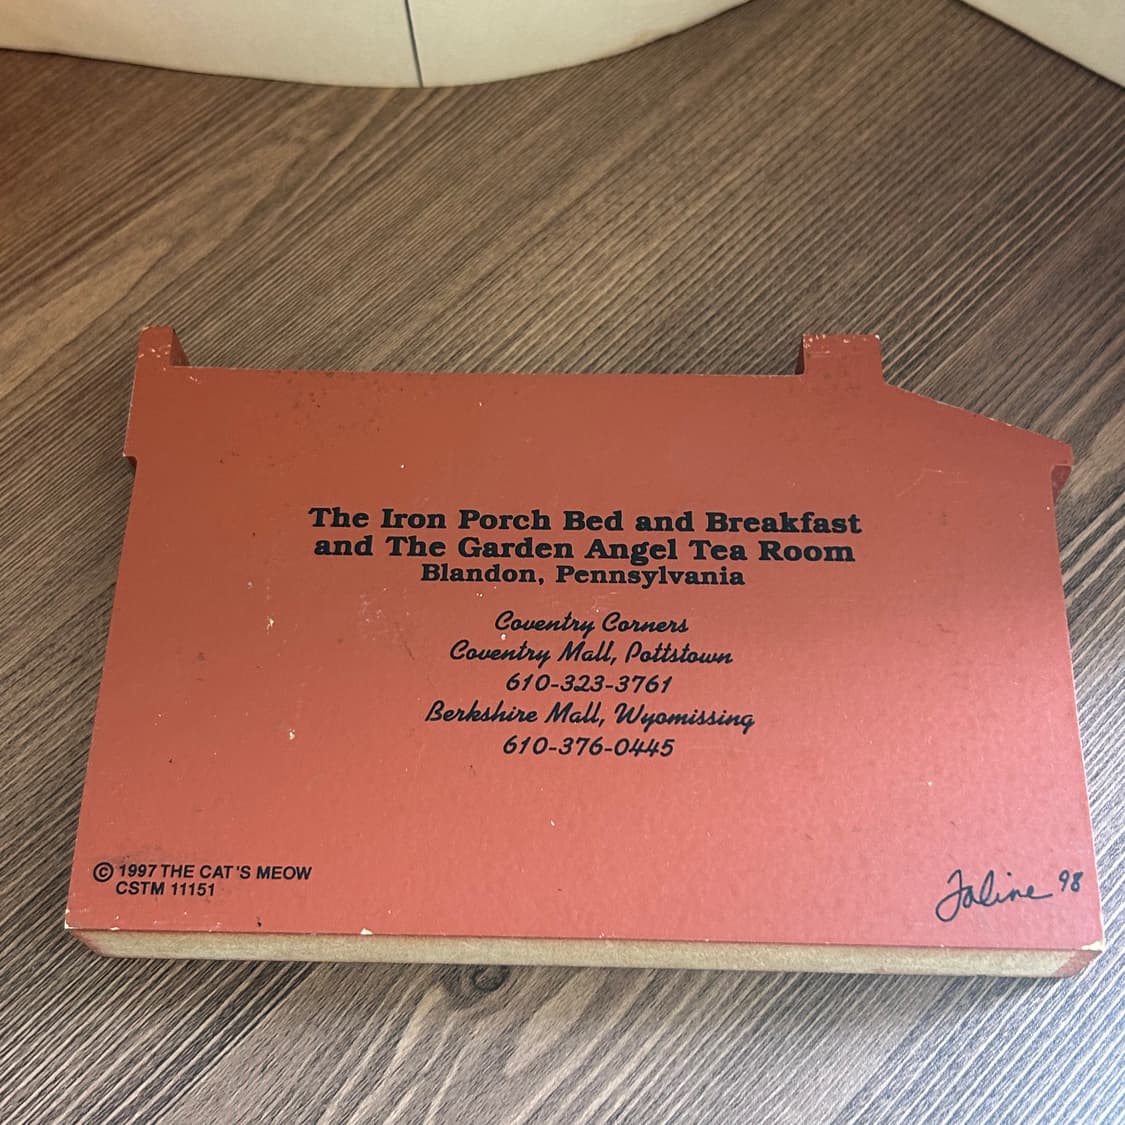 The Iron Porch Bed and Breakfast
and The Garden Angel Tea Room
Blandon, Pennsylvania
Coventry Corners
Coventry Mall, Pottstown
610-323-3761
Berkshire Mall, Wyomissing
610-376-0445
© 1997 THE CAT'S MEOW
CSTM 11151
Faline 98